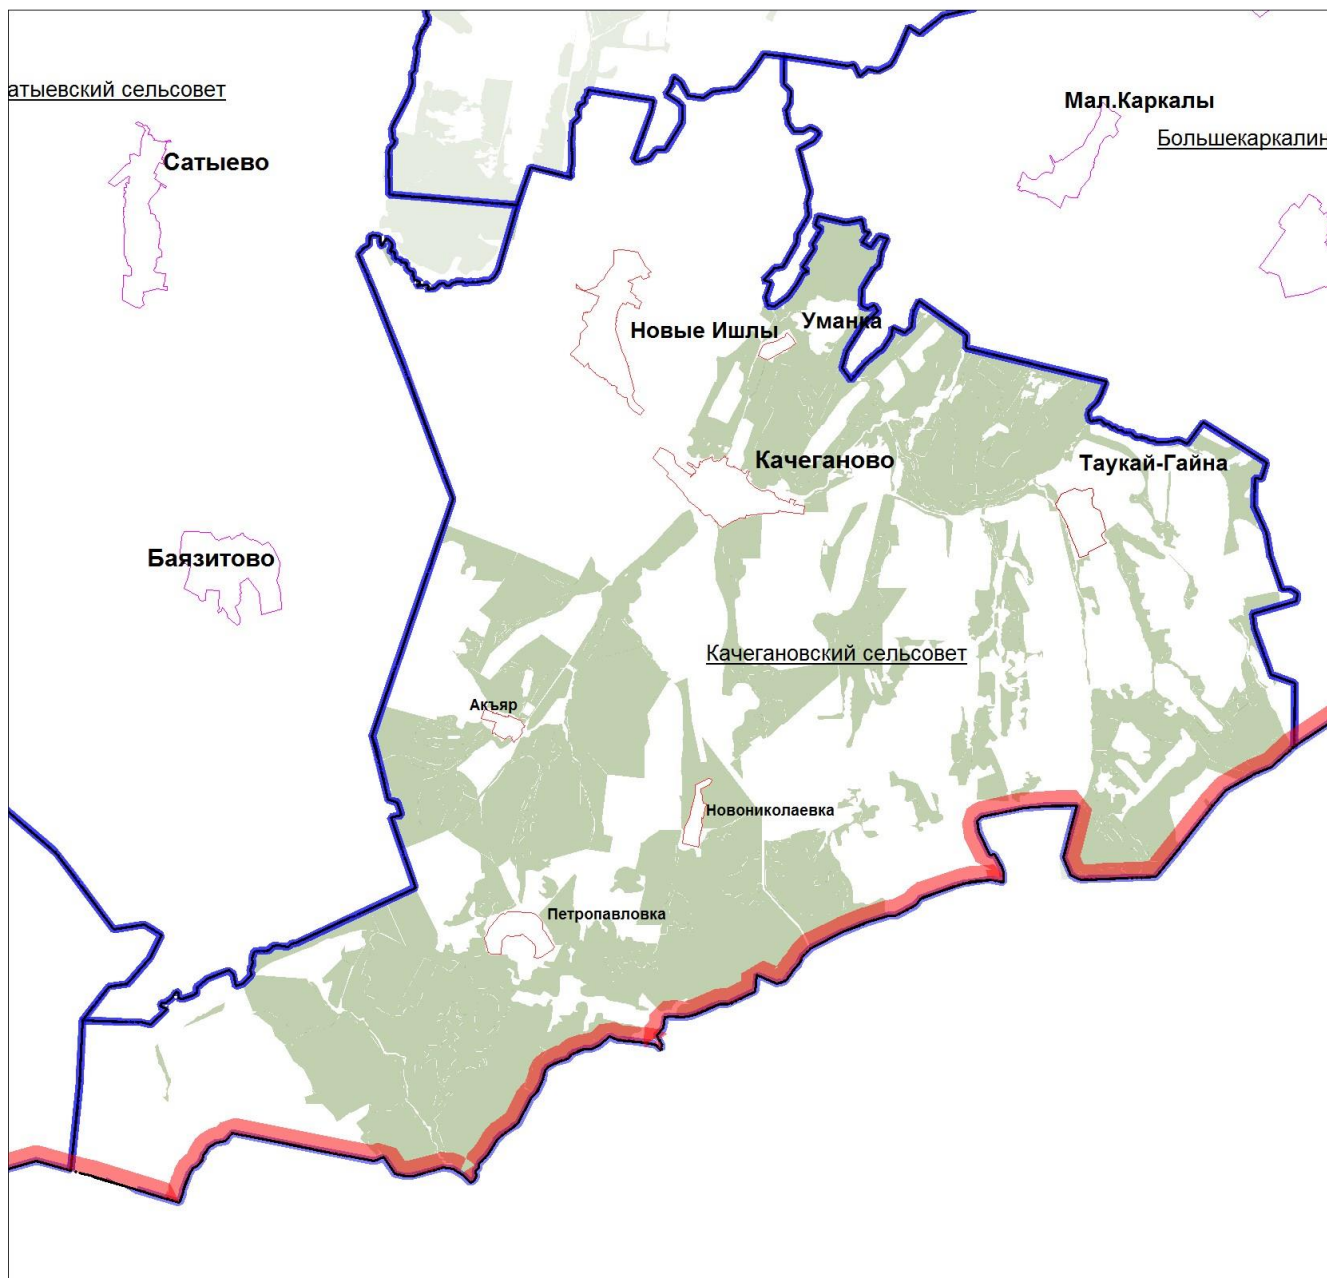 атыевский сельсовет
Мал.Каркалы
Большекаркалин
Сатыево
Новые Ишлы
Уманка
Качеганово
Таукай-Гайна
Баязитово
Качегановский сельсовет
Акъяр
Новониколаевка
Петропавловка